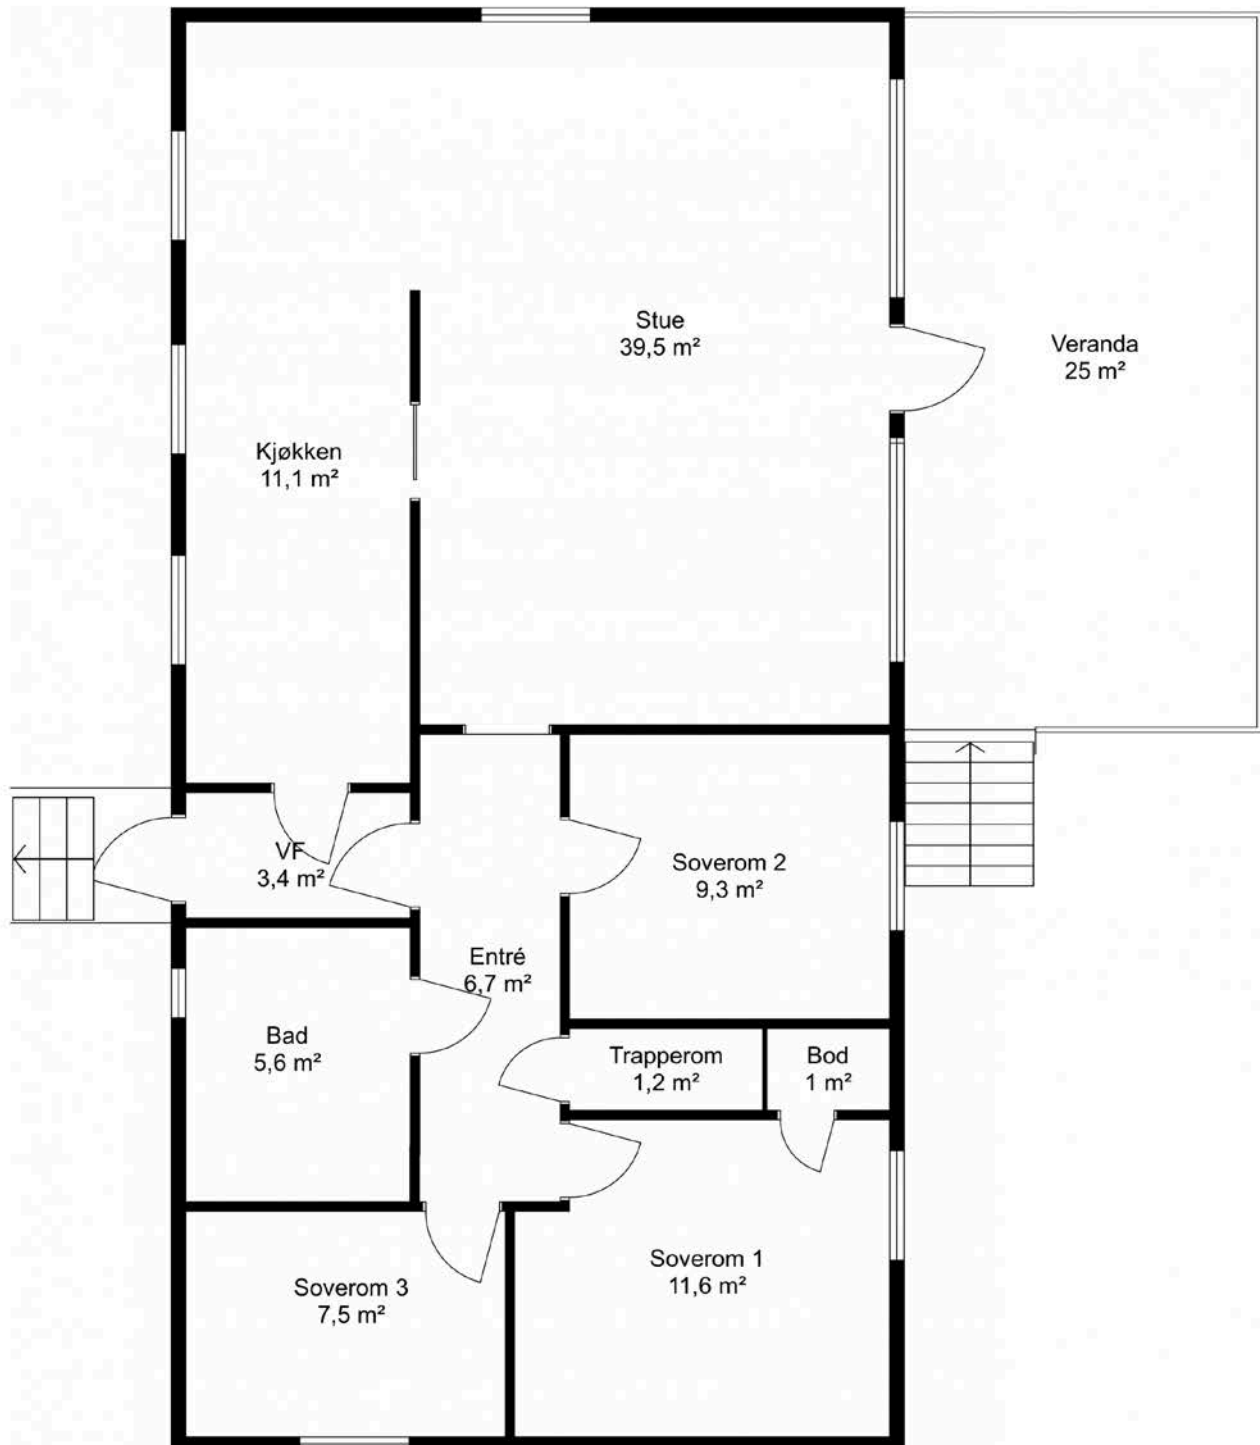 Stue
39,5 m²
Veranda
25 m²
Kjøkken
11,1 m²
VF
3,4 m²
Soverom 2
9,3 m²
Entré
6,7 m²
Bad
5,6 m²
Trapperom
1,2 m²
Bod
1 m²
Soverom 1
11,6 m²
Soverom 3
7,5 m²